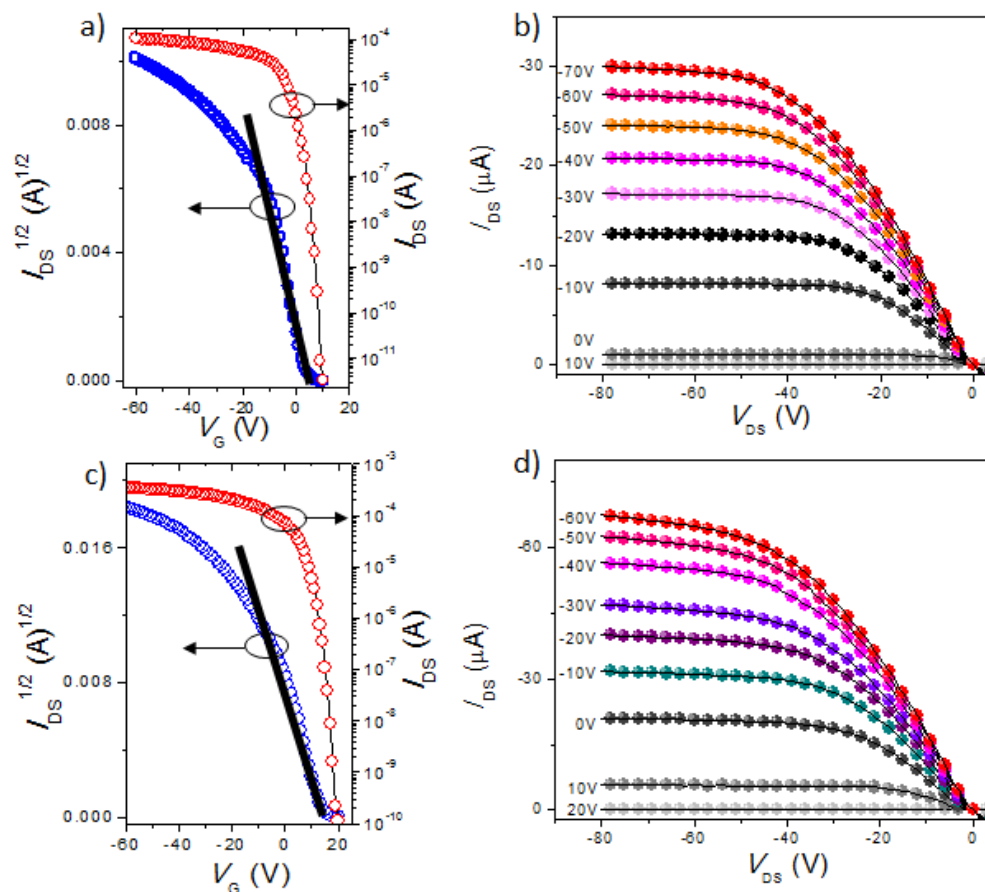 a)
I_DS^1/2 (A)^1/2
0.008
0.004
0.000
10^-4
10^-5
10^-6
10^-7
10^-8
10^-9
10^-10
10^-11
I_DS (A)
-60 -40 -20 0 20
V_G (V)
b)
I_DS (μA)
-30
-20
-10
0
-70V
-60V
-50V
-40V
-30V
-20V
-10V
0V
10V
-80 -60 -40 -20 0
V_DS (V)
c)
I_DS^1/2 (A)^1/2
0.016
0.008
0.000
10^-3
10^-4
10^-5
10^-6
10^-7
10^-8
10^-9
10^-10
I_DS (A)
-60 -40 -20 0 20
V_G (V)
d)
I_DS (μA)
-60
-30
0
-60V
-50V
-40V
-30V
-20V
-10V
0V
10V
20V
-80 -60 -40 -20 0
V_DS (V)